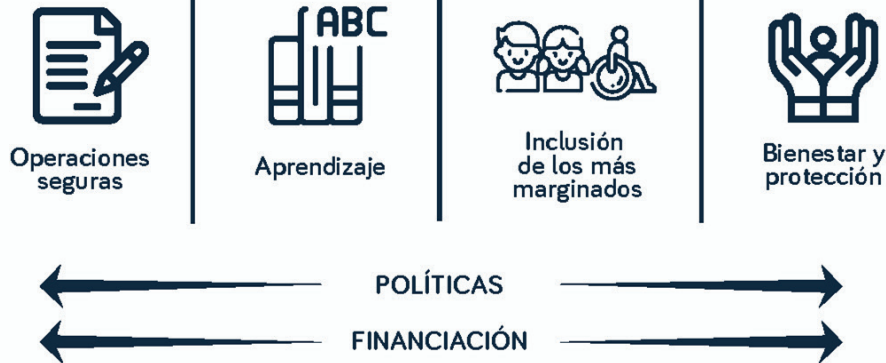 ABC
Operaciones
seguras
Aprendizaje
Inclusión
de los más
marginados
Bienestar y
protección
POLÍTICAS
FINANCIACIÓN